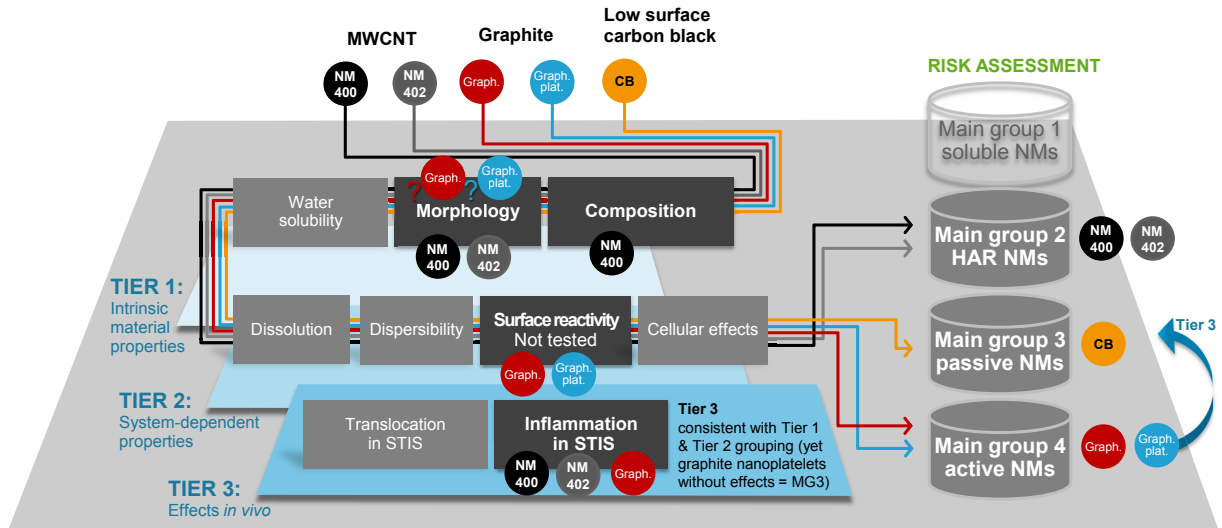 MWCNT
Graphite
Low surface
carbon black
NM
400
NM
402
Graph.
Graph.
plat.
CB
RISK ASSESSMENT
Main group 1
soluble NMs
Graph.
Graph.
plat.
?
?
Water
solubility
Morphology
Composition
NM
400
NM
402
NM
400
Main group 2
HAR NMs
NM
400
NM
402
TIER 1:
Intrinsic
material
properties
Dissolution
Dispersibility
Surface reactivity
Not tested
Cellular effects
Graph.
Graph.
plat.
Main group 3
passive NMs
CB
Tier 3
TIER 2:
System-dependent
properties
Translocation
in STIS
Inflammation
in STIS
NM
400
NM
402
Graph.
Tier 3
consistent with Tier 1
& Tier 2 grouping (yet
graphite nanoplatelets
without effects = MG3)
Main group 4
active NMs
Graph.
Graph.
plat.
TIER 3:
Effects in vivo